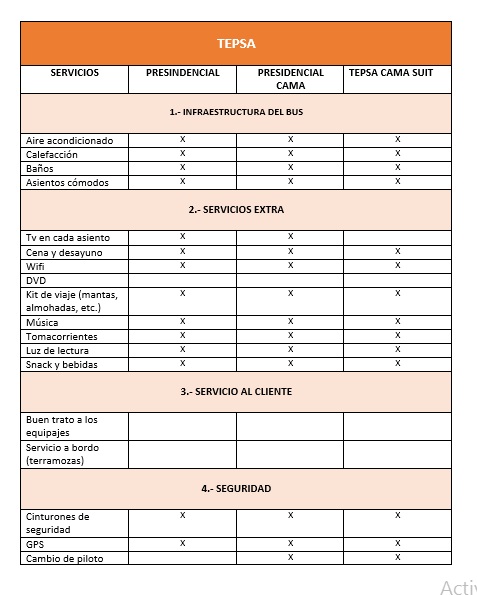 TEPSA
SERVICIOS PRESINDENCIAL PRESIDENCIAL CAMA TEPSA CAMA SUIT
1.- INFRAESTRUCTURA DEL BUS
Aire acondicionado X X X
Calefacción X X X
Baños X X X
Asientos cómodos X X X
2.- SERVICIOS EXTRA
Tv en cada asiento X X
Cena y desayuno X X X
Wifi X X X
DVD
Kit de viaje (mantas, X X X
almohadas, etc.)
Música X X X
Tomacorrientes X X X
Luz de lectura X X X
Snack y bebidas X X X
3.- SERVICIO AL CLIENTE
Buen trato a los
equipajes
Servicio a bordo
(terramozas)
4.- SEGURIDAD
Cinturones de X X X
seguridad
GPS X X X
Cambio de piloto X X
Activ